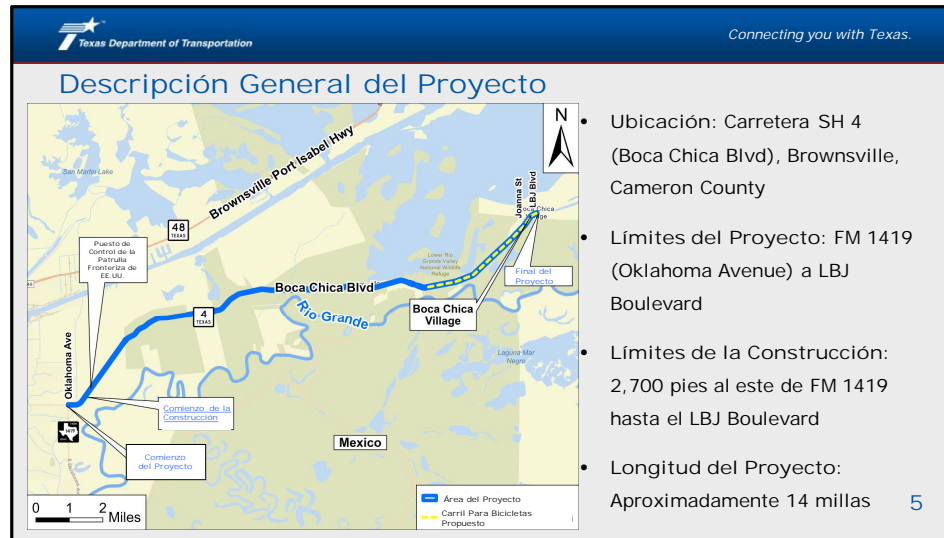 Texas Department of Transportation
Connecting you with Texas.
Descripción General del Proyecto
N
San Martin Lake
Brownsville Port Isabel Hwy
48
TEXAS
Joanna St
LBJ Blvd
Boca Chica
Village
Puesto de
Control de la
Patrulla
Fronteriza de
EE.UU.
Lower Rio
Grande Valley
National Wildlife
Refuge
Final del
Proyecto
Boca Chica Blvd
4
TEXAS
Río Grande
Boca Chica
Village
Laguna Mar
Negro
Oklahoma Ave
Comienzo de la
Construcción
1419
Comienzo
del Proyecto
Mexico
0 1 2
Miles
Área del Proyecto
Carril Para Bicicletas
Propuesto
• Ubicación: Carretera SH 4
(Boca Chica Blvd), Brownsville,
Cameron County
• Límites del Proyecto: FM 1419
(Oklahoma Avenue) a LBJ
Boulevard
• Límites de la Construcción:
2,700 pies al este de FM 1419
hasta el LBJ Boulevard
• Longitud del Proyecto:
Aproximadamente 14 millas
5